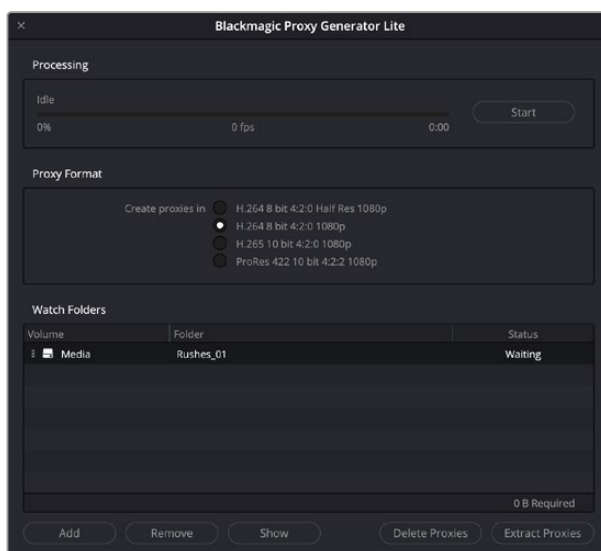 Blackmagic Proxy Generator Lite
Processing
Idle
0% 0 fps 0:00
Start
Proxy Format
Create proxies in H.264 8 bit 4:2:0 Half Res 1080p
H.264 8 bit 4:2:0 1080p
H.265 10 bit 4:2:0 1080p
ProRes 422 10 bit 4:2:2 1080p
Watch Folders
Volume Folder Status
Media Rushes_01 Waiting
0 B Required
Add Remove Show Delete Proxies Extract Proxies